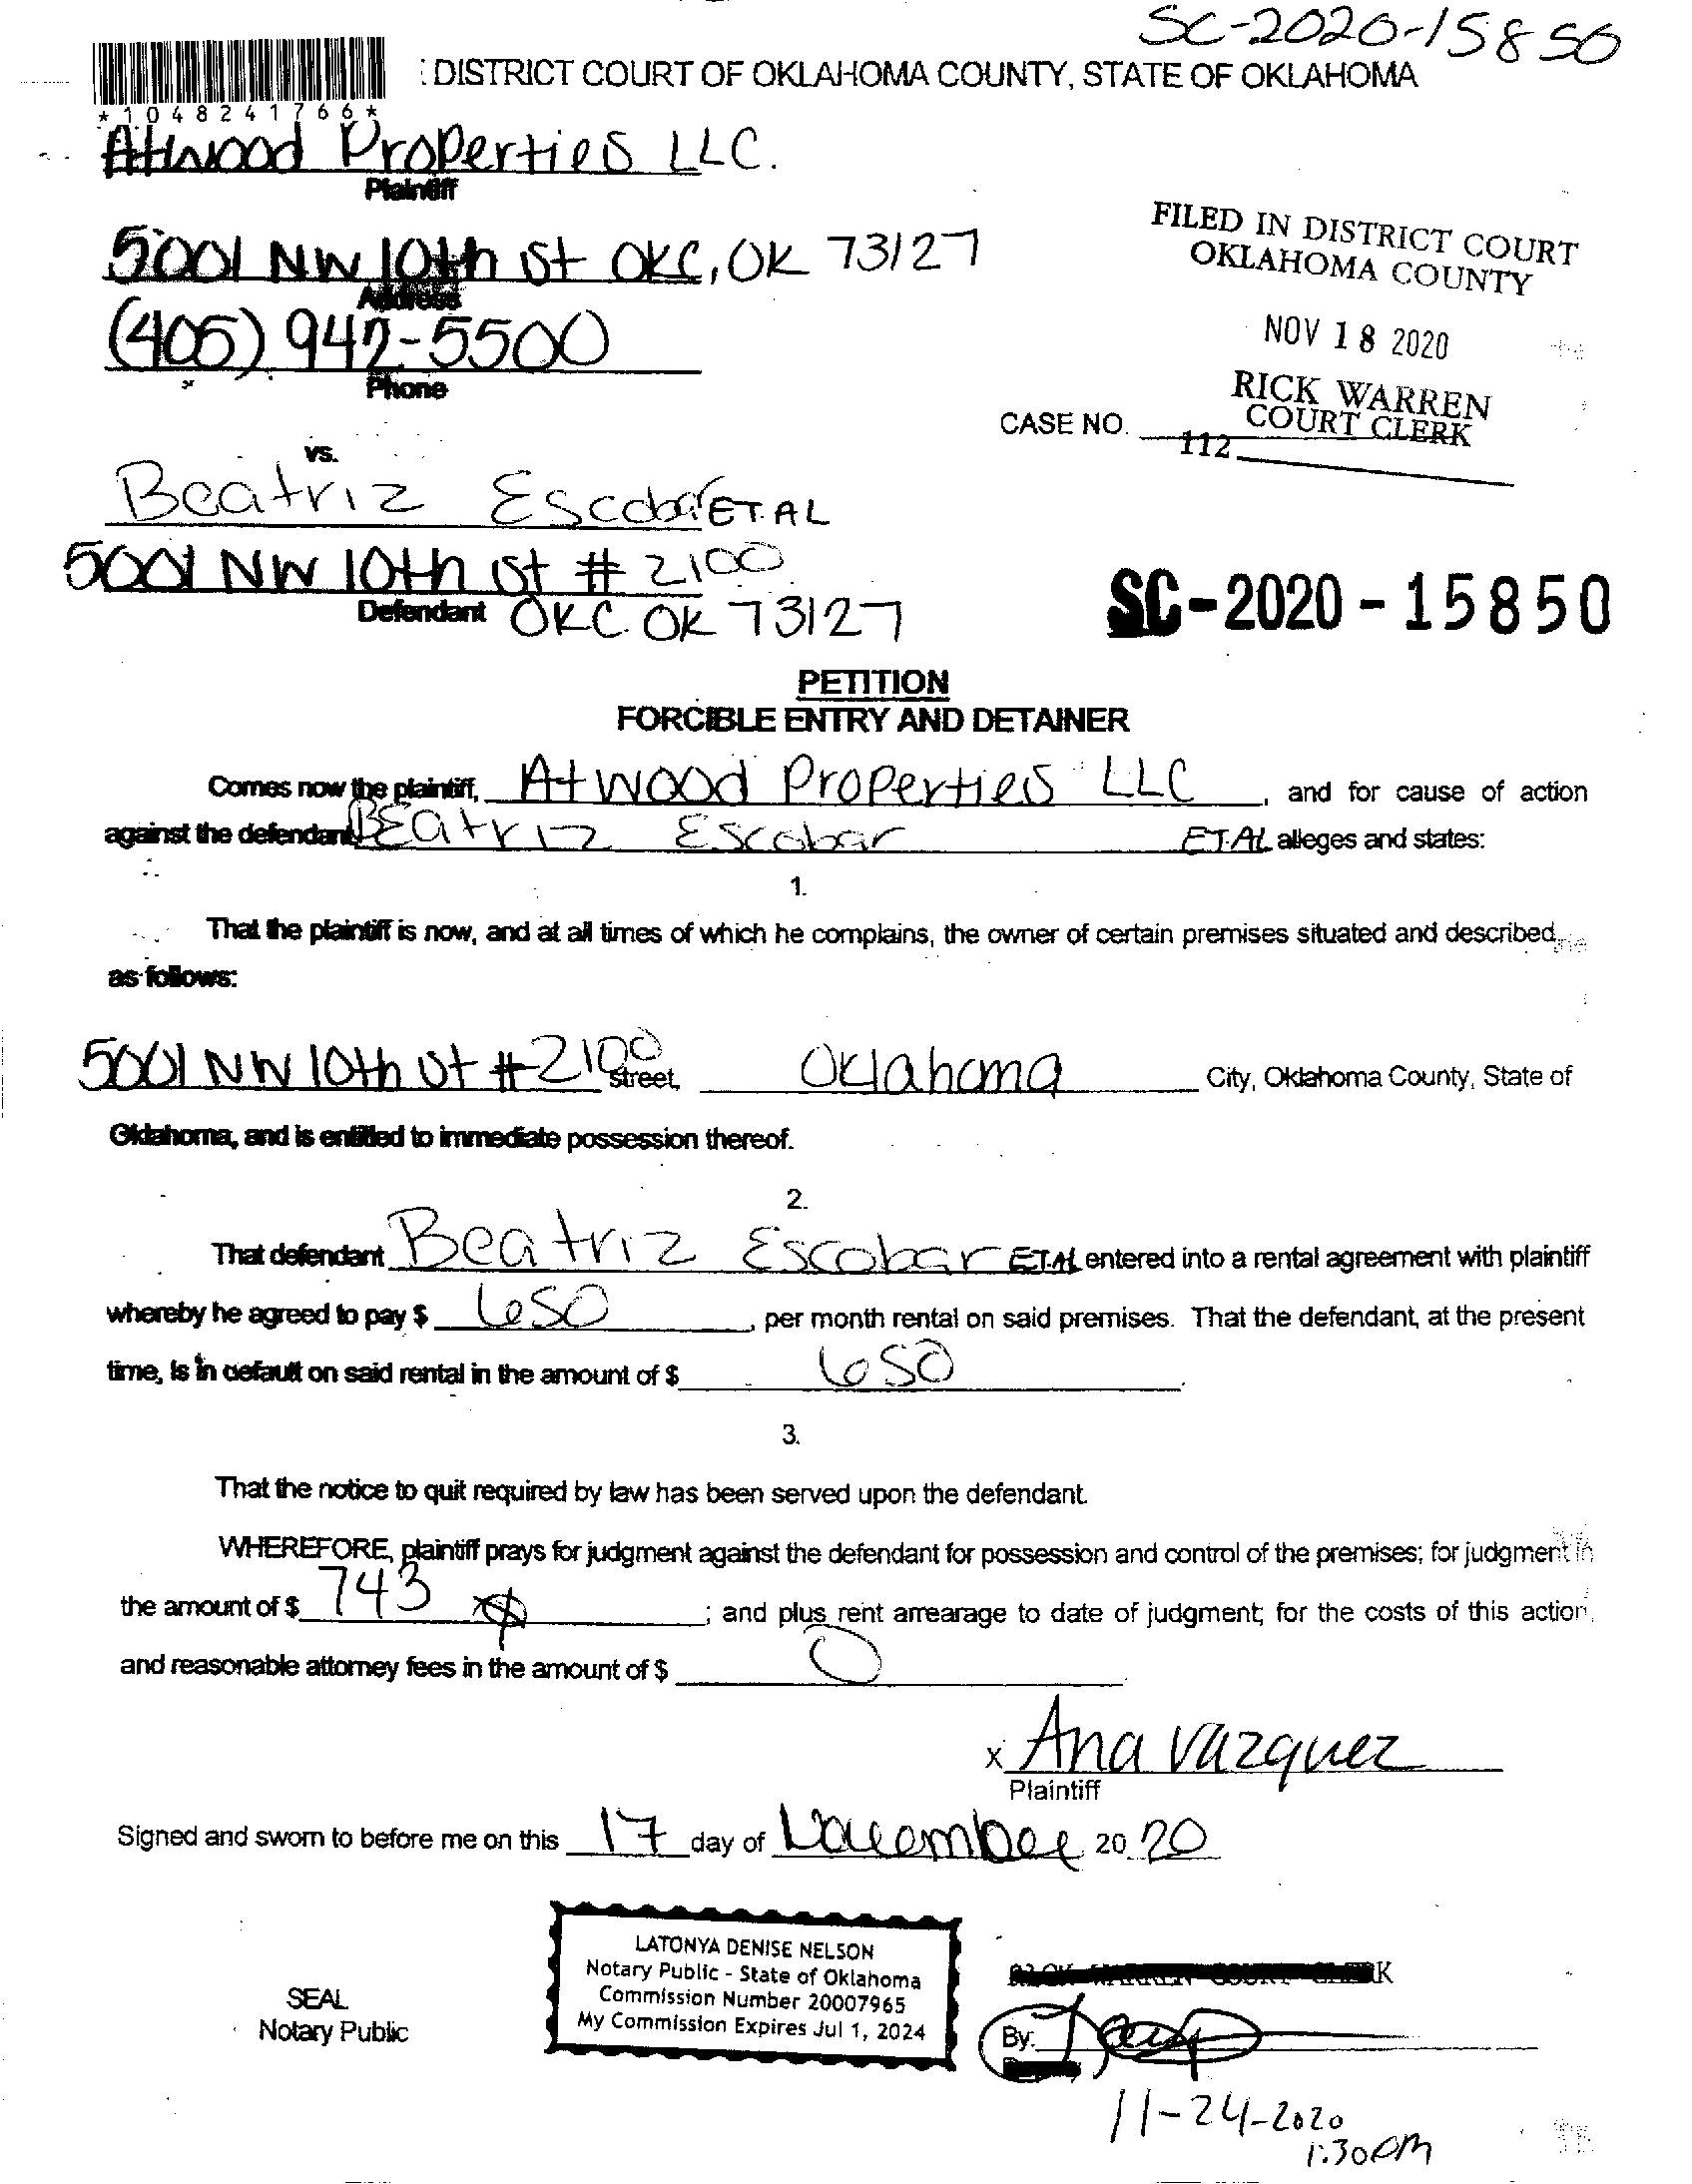 SC-2020-15850
: DISTRICT COURT OF OKLAHOMA COUNTY, STATE OF OKLAHOMA
*1048241766*
Atwood Properties LLC.
Plaintiff
5001 NW 10th St OKC, OK 73127
Address
(405) 942-5500
Phone
FILED IN DISTRICT COURT
OKLAHOMA COUNTY
NOV 18 2020
RICK WARREN
COURT CLERK
CASE NO.
112
vs.
Beatriz Escobar ET AL
5001 NW 10th St # 2100
Defendant OKC OK 73127
SC-2020-15850
PETITION
FORCIBLE ENTRY AND DETAINER
Comes now the plaintiff, Atwood Properties LLC, and for cause of action
against the defendant Beatriz Escobar ET.AL alleges and states:
1.
That the plaintiff is now, and at all times of which he complains, the owner of certain premises situated and described
as follows:
5001 NW 10th St #2100 Street, Oklahoma City, Oklahoma County, State of
Oklahoma, and is entitled to immediate possession thereof.
2.
That defendant Beatriz Escobar ET.AL entered into a rental agreement with plaintiff
whereby he agreed to pay $ 650, per month rental on said premises. That the defendant, at the present
time, is in default on said rental in the amount of $ 650.
3.
That the notice to quit required by law has been served upon the defendant.
WHEREFORE, plaintiff prays for judgment against the defendant for possession and control of the premises; for judgment in
the amount of $ 743; and plus rent arrearage to date of judgment; for the costs of this action
and reasonable attorney fees in the amount of $ 0
x Ana Vazquez
Plaintiff
Signed and sworn to before me on this 17 day of November 2020
LATONYA DENISE NELSON
Notary Public - State of Oklahoma
Commission Number 20007965
My Commission Expires Jul 1, 2024
SEAL
Notary Public
RICK WARREN COURT CLERK
By:
11-24-2020
1:30pm